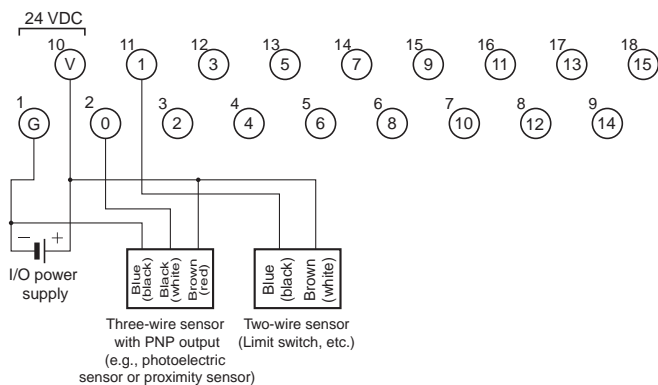 24 VDC
10 11 12 13 14 15 16 17 18
V 1 3 5 7 9 11 13 15
1 2 3 4 5 6 7 8 9
G 0 2 4 6 8 10 12 14
− +
I/O power
supply
Blue
(black)
Black
(white)
Brown
(red)
Blue
(black)
Brown
(white)
Three-wire sensor
with PNP output
(e.g., photoelectric
sensor or proximity sensor)
Two-wire sensor
(Limit switch, etc.)